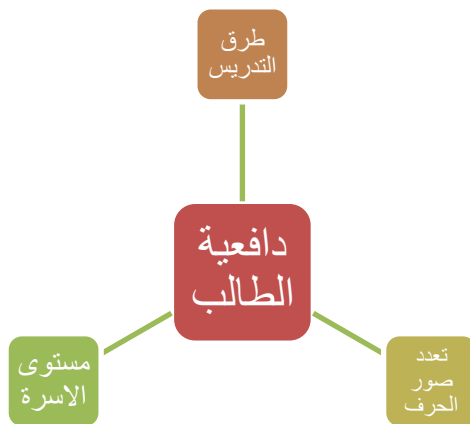 طرق
التدريس
دافعية
الطالب
تعدد
صور
الحرف
مستوى
الاسرة